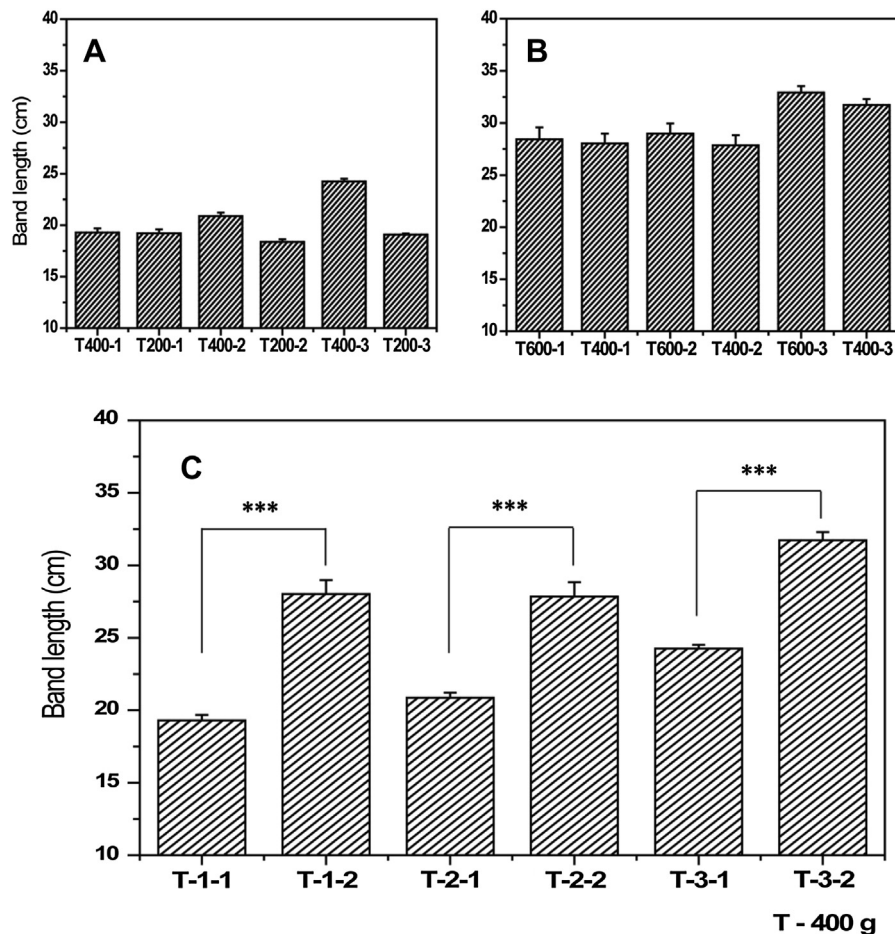 40
35
30
25
20
15
10
Band length (cm)
A
T400-1 T200-1 T400-2 T200-2 T400-3 T200-3
40
35
30
25
20
15
10
B
T600-1 T400-1 T600-2 T400-2 T600-3 T400-3
40
35
30
25
20
15
10
Band length (cm)
C
***
***
***
T-1-1 T-1-2 T-2-1 T-2-2 T-3-1 T-3-2
T - 400 g